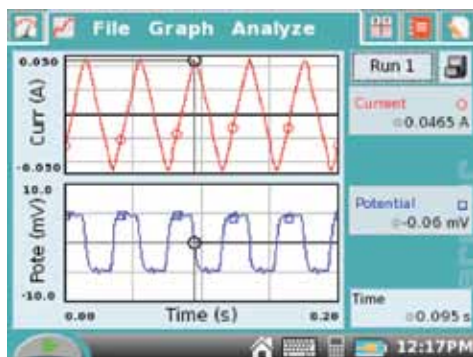 File Graph Analyze
0.050
Curr (A)
-0.050
10.0
Pote (mV)
-10.0
0.00 Time (s) 0.20
Run 1
Current
0.0465 A
Potential
-0.06 mV
Time
0.095 s
12:17PM